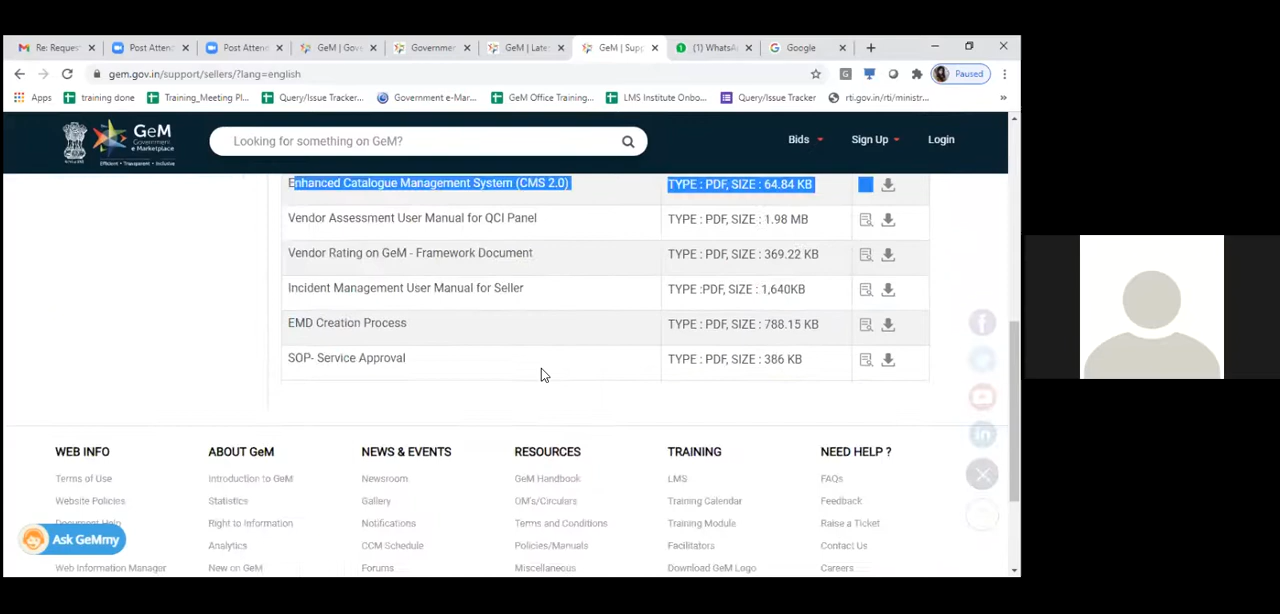 Re: Reques
Post Attend
Post Attend
GeM | Gov
Governmer
GeM | Late
GeM | Supp
(1) WhatsA
Google
gem.gov.in/support/sellers/?lang=english
Paused
Apps
training done
Training_Meeting Pl...
Query/Issue Tracker...
Government e-Mar...
GeM Office Training...
LMS Institute Onbo...
Query/Issue Tracker
rti.gov.in/rti/ministr...
GeM
Government
e Marketplace
Efficient • Transparent • Inclusive
Looking for something on GeM?
Bids
Sign Up
Login
Enhanced Catalogue Management System (CMS 2.0)
TYPE : PDF, SIZE : 64.84 KB
Vendor Assessment User Manual for QCI Panel
TYPE : PDF, SIZE : 1.98 MB
Vendor Rating on GeM - Framework Document
TYPE : PDF, SIZE : 369.22 KB
Incident Management User Manual for Seller
TYPE :PDF, SIZE : 1,640KB
EMD Creation Process
TYPE : PDF, SIZE : 788.15 KB
SOP- Service Approval
TYPE : PDF, SIZE : 386 KB
WEB INFO
Terms of Use
Website Policies
Document Help
Web Information Manager
ABOUT GeM
Introduction to GeM
Statistics
Right to Information
Analytics
New on GeM
NEWS & EVENTS
Newsroom
Gallery
Notifications
CCM Schedule
Forums
RESOURCES
GeM Handbook
OM's/Circulars
Terms and Conditions
Policies/Manuals
Miscellaneous
TRAINING
LMS
Training Calendar
Training Module
Facilitators
Download GeM Logo
NEED HELP ?
FAQs
Feedback
Raise a Ticket
Contact Us
Careers
Ask GeMmy